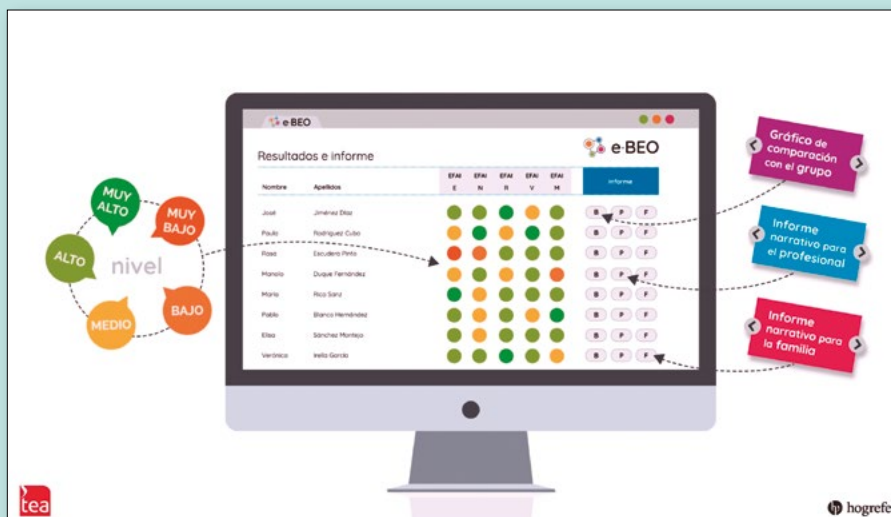 e·BEO
e·BEO
Resultados e informe
EFAI EFAI EFAI EFAI EFAI
Informe
Nombre Apellidos E N R V M
José Jiménez Díaz B P F
Paula Rodríguez Cubo B P F
Rosa Escudero Pinto B P F
Manolo Duque Fernández B P F
María Rico Sanz B P F
Pablo Blanco Hernández B P F
Elisa Sánchez Montejo B P F
Verónica Irella García B P F
MUY
ALTO
MUY
BAJO
ALTO
nivel
MEDIO
BAJO
Gráfico de
comparación
con el grupo
Informe
narrativo para
el profesional
Informe
narrativo para
la familia
tea
hogrefe